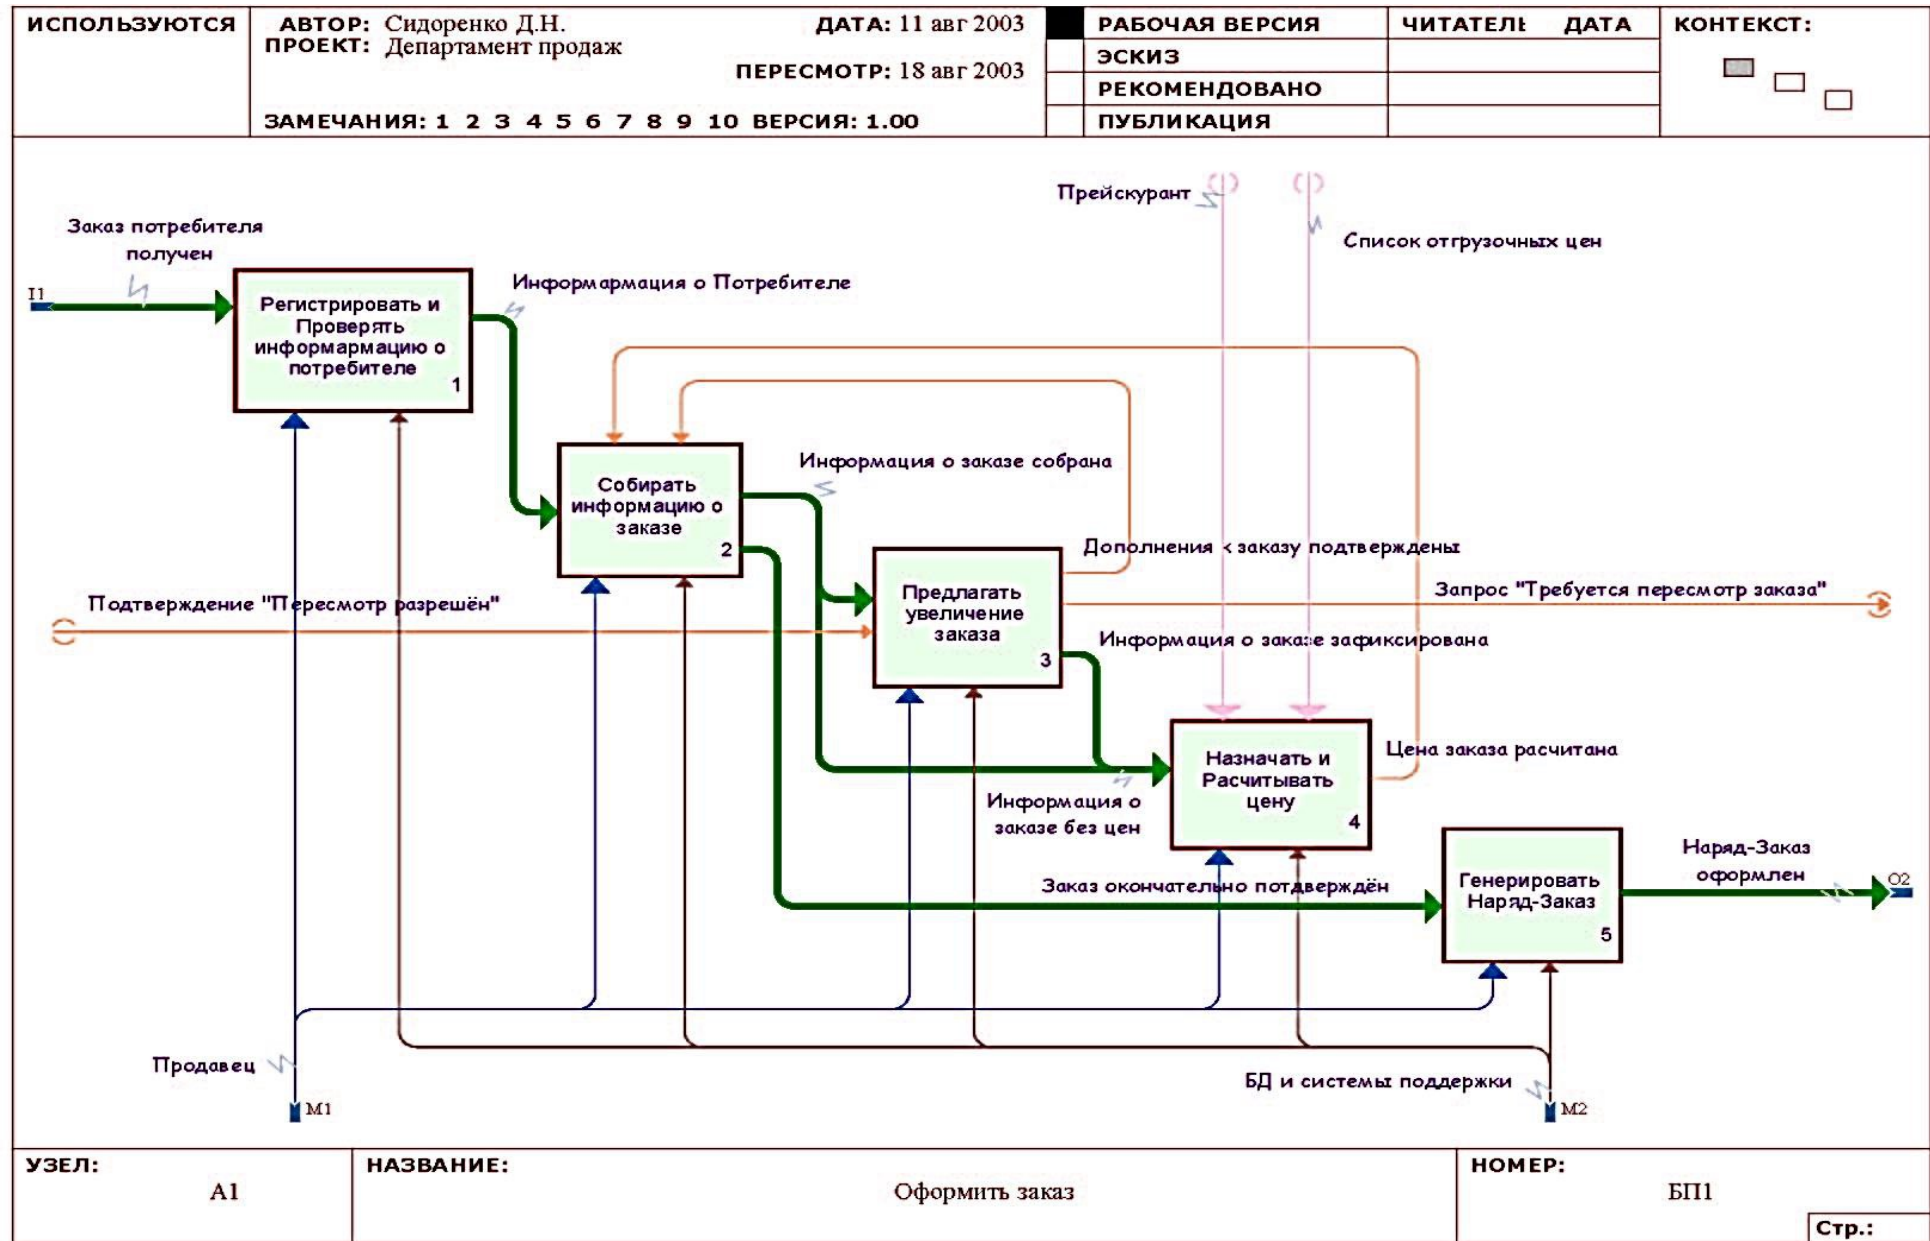 ИСПОЛЬЗУЮТСЯ
АВТОР: Сидоренко Д.Н.
ДАТА: 11 авг 2003
ПРОЕКТ: Департамент продаж
ПЕРЕСМОТР: 18 авг 2003
ЗАМЕЧАНИЯ: 1 2 3 4 5 6 7 8 9 10 ВЕРСИЯ: 1.00
РАБОЧАЯ ВЕРСИЯ
ЭСКИЗ
РЕКОМЕНДОВАНО
ПУБЛИКАЦИЯ
ЧИТАТЕЛЬ ДАТА
КОНТЕКСТ:
Прейскурант
Список отгрузочных цен
Заказ потребителя
получен
I1
Информармация о Потребителе
Регистрировать и
Проверять
информармацию о
потребителе
1
Информация о заказе собрана
Собирать
информацию о
заказе
2
Дополнения к заказу подтверждены
Подтверждение "Пересмотр разрешён"
Запрос "Требуется пересмотр заказа"
Предлагать
увеличение
заказа
3
Информация о заказе зафиксирована
Назначать и
Расчитывать
цену
4
Цена заказа расчитана
Информация о
заказе без цен
Заказ окончательно потдверждён
Генерировать
Наряд-Заказ
5
Наряд-Заказ
оформлен
O2
Продавец
M1
БД и системы поддержки
M2
УЗЕЛ:
A1
НАЗВАНИЕ:
Оформить заказ
НОМЕР:
БП1
Стр.: